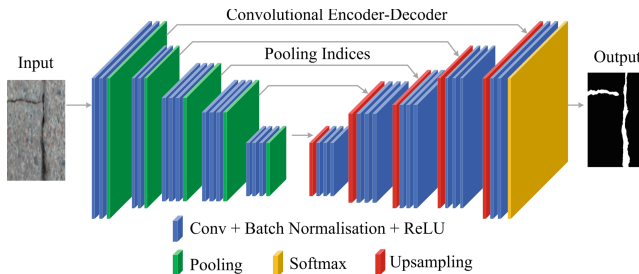 Convolutional Encoder-Decoder
Input
Pooling Indices
Output
Conv + Batch Normalisation + ReLU
Pooling
Softmax
Upsampling